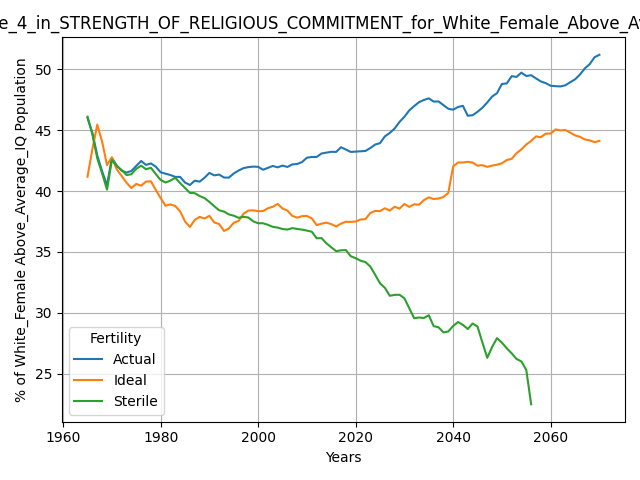 e_4_in_STRENGTH_OF_RELIGIOUS_COMMITMENT_for_White_Female_Above_Av
% of White_Female Above_Average_IQ Population
50
45
40
35
30
25
Fertility
Actual
Ideal
Sterile
1960 1980 2000 2020 2040 2060
Years